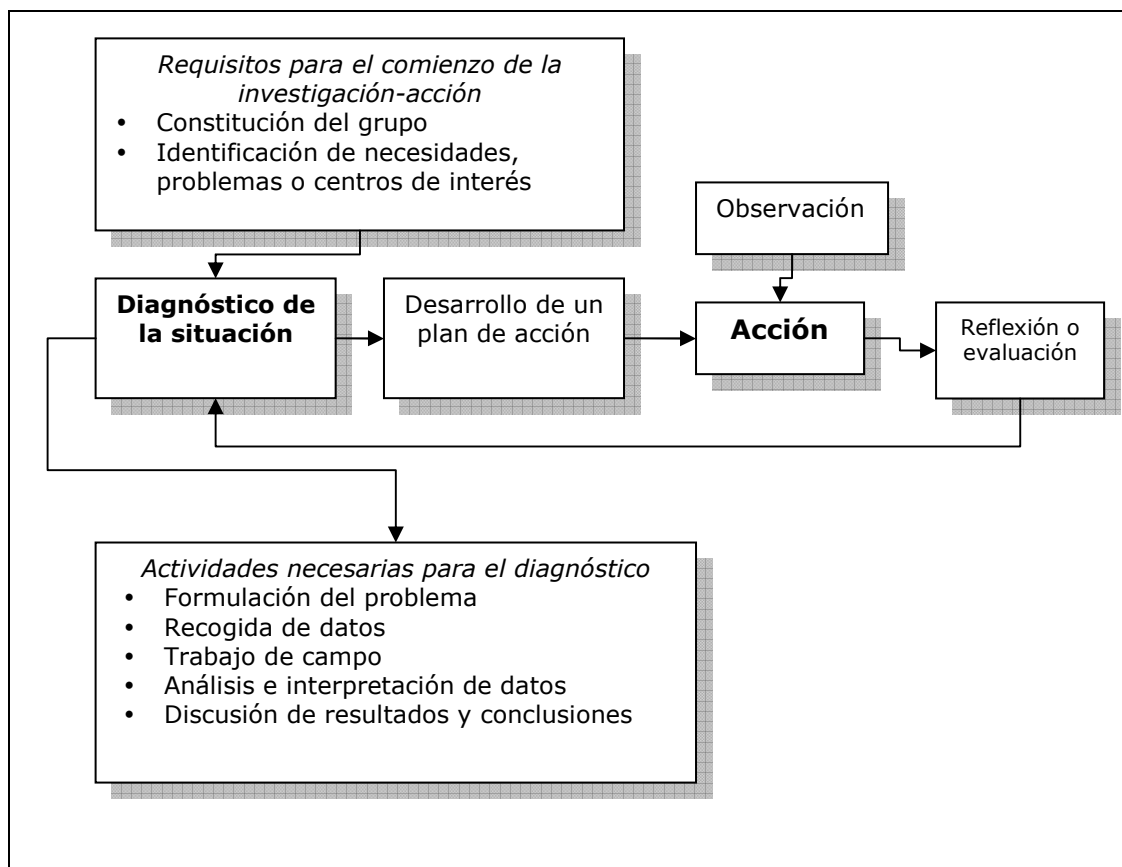 Requisitos para el comienzo de la
investigación-acción
• Constitución del grupo
• Identificación de necesidades,
problemas o centros de interés
Observación
Diagnóstico de
la situación
Desarrollo de un
plan de acción
Acción
Reflexión o
evaluación
Actividades necesarias para el diagnóstico
• Formulación del problema
• Recogida de datos
• Trabajo de campo
• Análisis e interpretación de datos
• Discusión de resultados y conclusiones